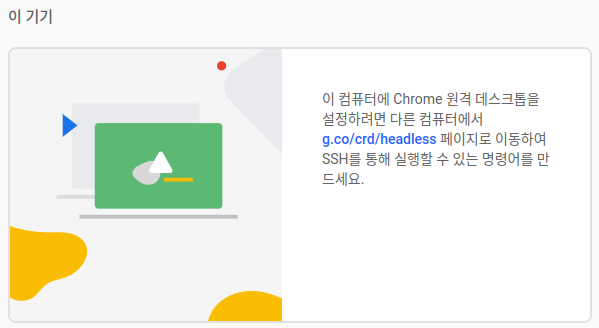 이 기기
이 컴퓨터에 Chrome 원격 데스크톱을
설정하려면 다른 컴퓨터에서
g.co/crd/headless 페이지로 이동하여
SSH를 통해 실행할 수 있는 명령어를 만
드세요.